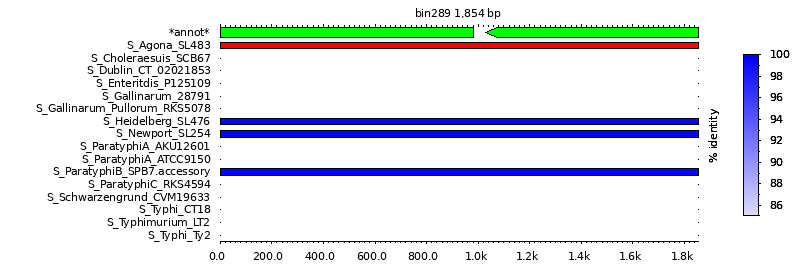 bin289 1,854 bp
*annot*
S_Agona_SL483
S_Choleraesuis_SCB67
S_Dublin_CT_02021853
S_Enteritdis_P125109
S_Gallinarum_28791
S_Gallinarum_Pullorum_RKS5078
S_Heidelberg_SL476
S_Newport_SL254
S_ParatyphiA_AKU12601
S_ParatyphiA_ATCC9150
S_ParatyphiB_SPB7.accessory
S_ParatyphiC_RKS4594
S_Schwarzengrund_CVM19633
S_Typhi_CT18
S_Typhimurium_LT2
S_Typhi_Ty2
0.0 200.0 400.0 600.0 800.0 1.0k 1.2k 1.4k 1.6k 1.8k
% identity
100
98
96
94
92
90
88
86